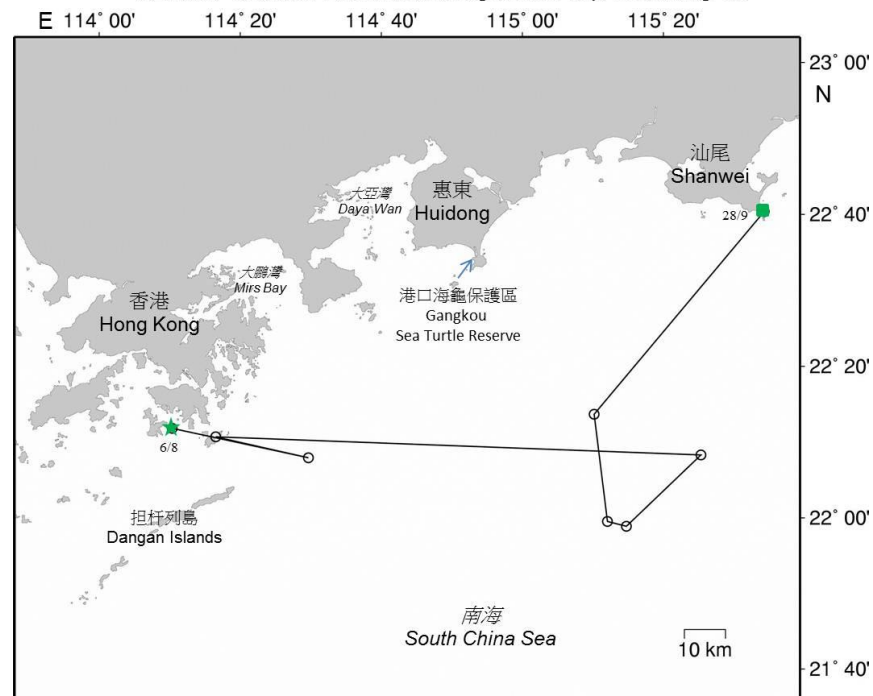 E 114° 00' 114° 20' 114° 40' 115° 00' 115° 20'
23° 00'
N
汕尾
Shanwei
大亞灣
Daya Wan
惠東
Huidong
28/9
22° 40'
大鵬灣
Mirs Bay
香港
Hong Kong
港口海龜保護區
Gangkou
Sea Turtle Reserve
22° 20'
6/8
担杆列島
Dangan Islands
22° 00'
南海
South China Sea
10 km
21° 40'